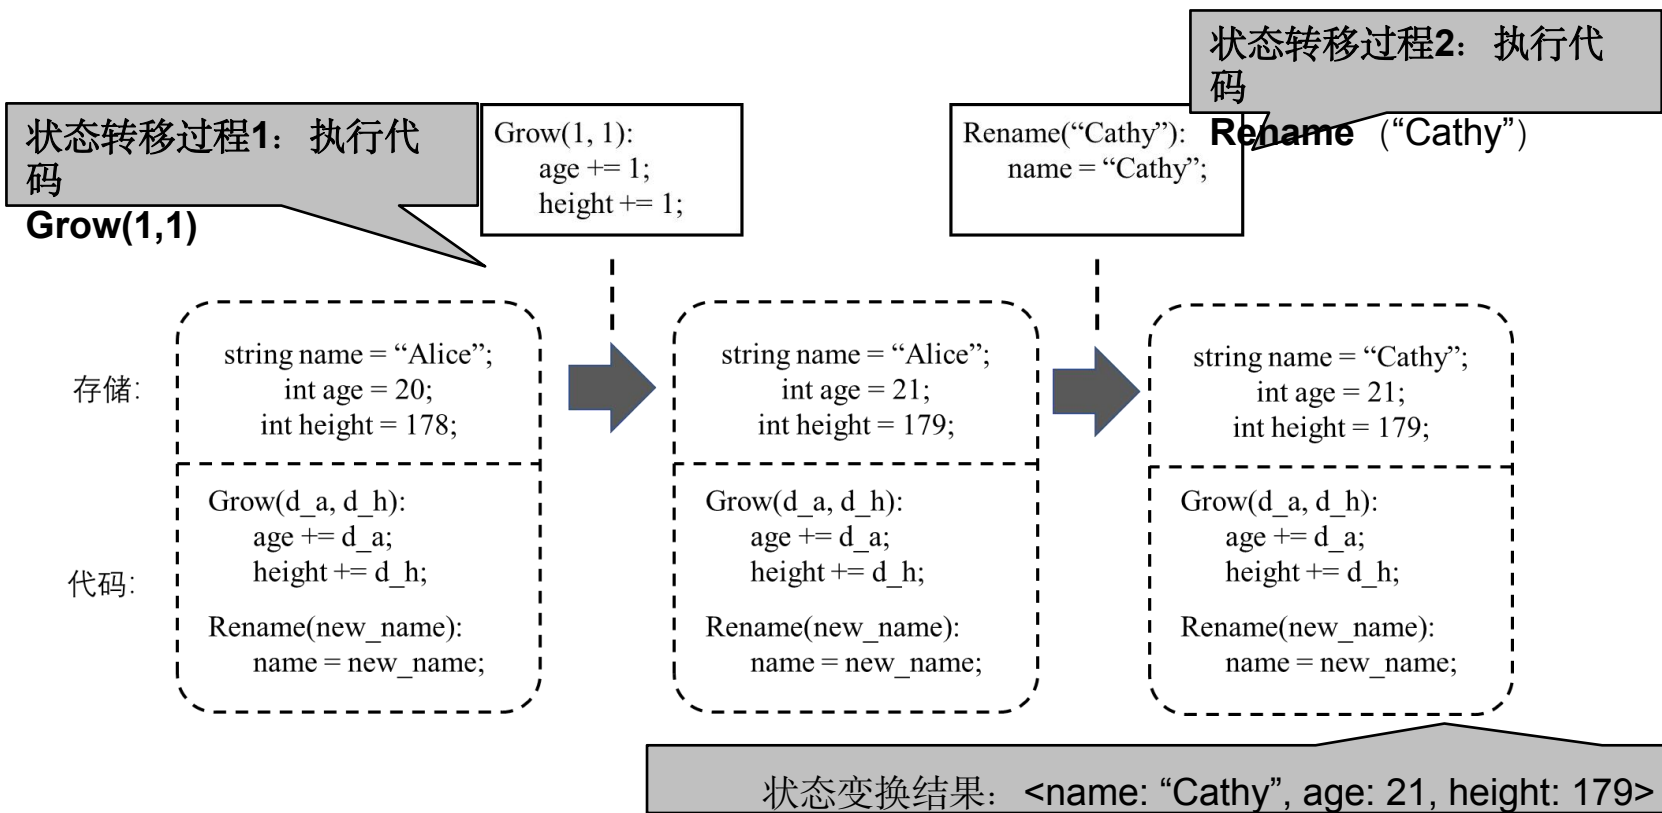 状态转移过程2： 执行代
码
Rename（“Cathy”）
状态转移过程1： 执行代
码
Grow(1,1)
Grow(1, 1):
age += 1;
height += 1;
Rename(“Cathy”):
name = “Cathy”;
存储:
string name = “Alice”;
int age = 20;
int height = 178;
string name = “Alice”;
int age = 21;
int height = 179;
string name = “Cathy”;
int age = 21;
int height = 179;
代码:
Grow(d_a, d_h):
age += d_a;
height += d_h;
Rename(new_name):
name = new_name;
Grow(d_a, d_h):
age += d_a;
height += d_h;
Rename(new_name):
name = new_name;
Grow(d_a, d_h):
age += d_a;
height += d_h;
Rename(new_name):
name = new_name;
状态变换结果：<name: “Cathy”, age: 21, height: 179>